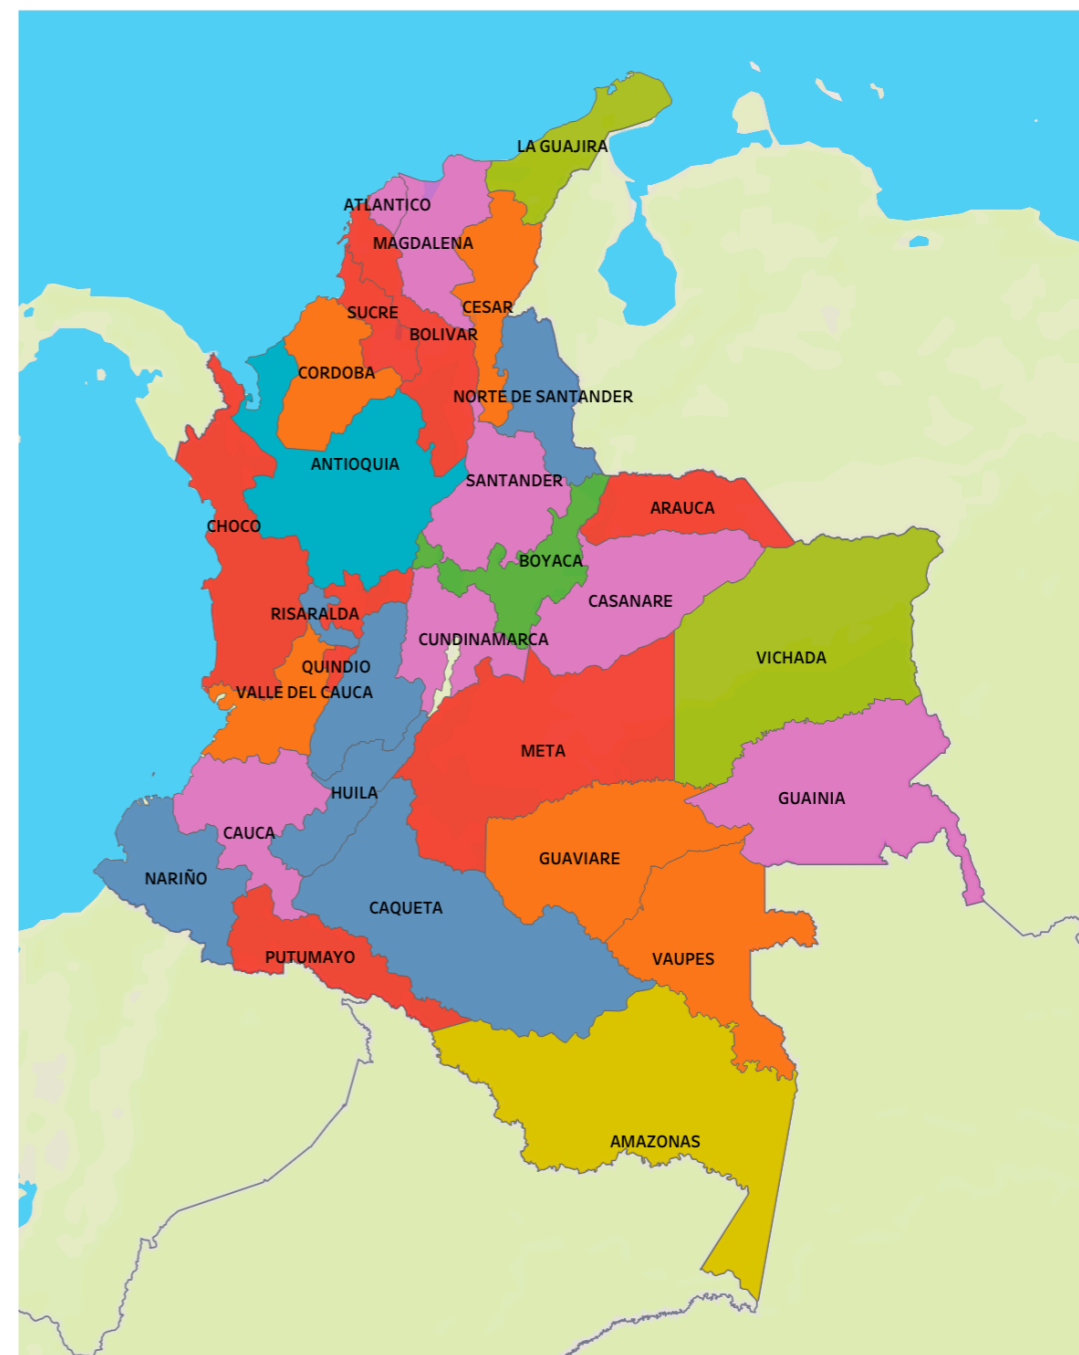 LA GUAJIRA
ATLANTICO
MAGDALENA
CESAR
SUCRE
BOLIVAR
CORDOBA
NORTE DE SANTANDER
ANTIOQUIA
SANTANDER
ARAUCA
CHOCO
BOYACA
CASANARE
RISARALDA
CUNDINAMARCA
VICHADA
QUINDIO
VALLE DEL CAUCA
META
HUILA
GUAINIA
CAUCA
GUAVIARE
NARIÑO
CAQUETA
PUTUMAYO
VAUPES
AMAZONAS